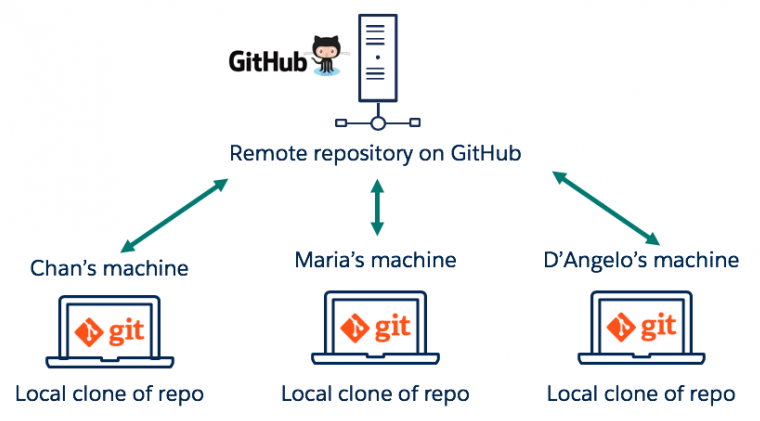 GitHub
Remote repository on GitHub
Chan's machine
Maria's machine
D'Angelo's machine
git
git
git
Local clone of repo
Local clone of repo
Local clone of repo